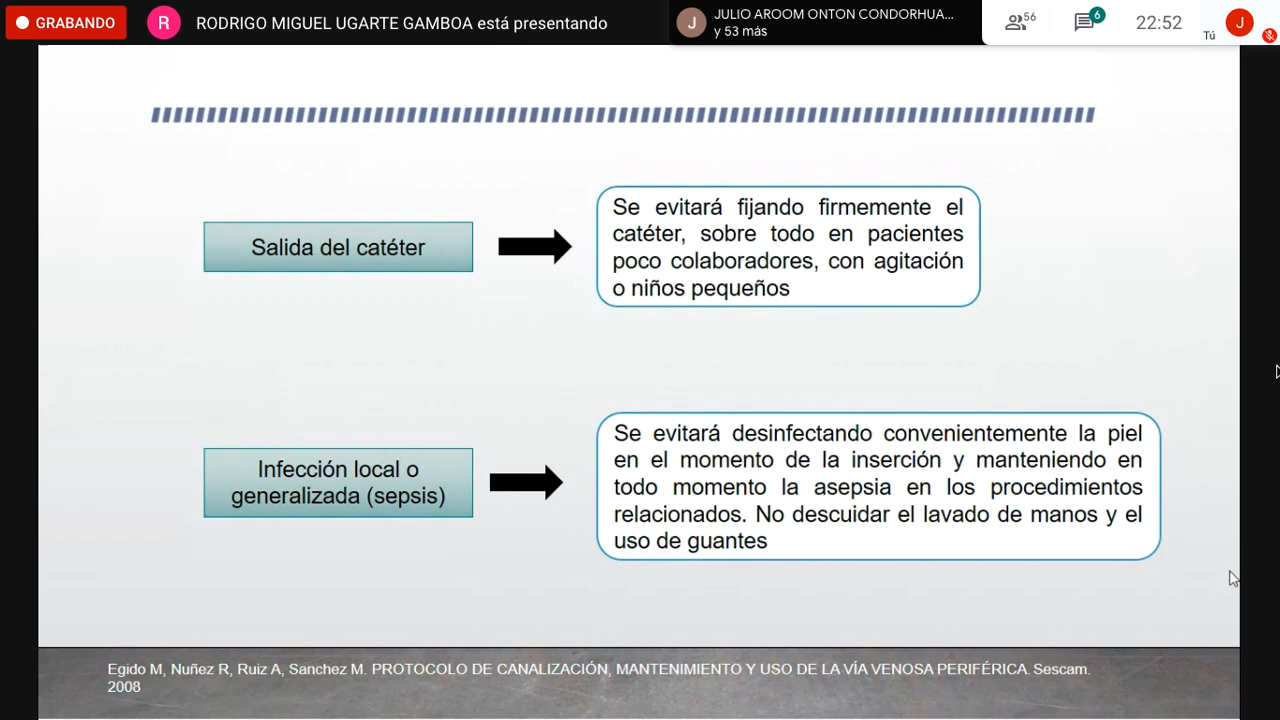 GRABANDO
R
RODRIGO MIGUEL UGARTE GAMBOA está presentando
J
JULIO AROOM ONTON CONDORHUA...
y 53 más
56
6
22:52
Tú
J
Salida del catéter
Se evitará fijando firmemente el
catéter, sobre todo en pacientes
poco colaboradores, con agitación
o niños pequeños
Infección local o
generalizada (sepsis)
Se evitará desinfectando convenientemente la piel
en el momento de la inserción y manteniendo en
todo momento la asepsia en los procedimientos
relacionados. No descuidar el lavado de manos y el
uso de guantes
Egido M, Nuñez R, Ruiz A, Sanchez M. PROTOCOLO DE CANALIZACIÓN, MANTENIMIENTO Y USO DE LA VÍA VENOSA PERIFÉRICA. Sescam.
2008